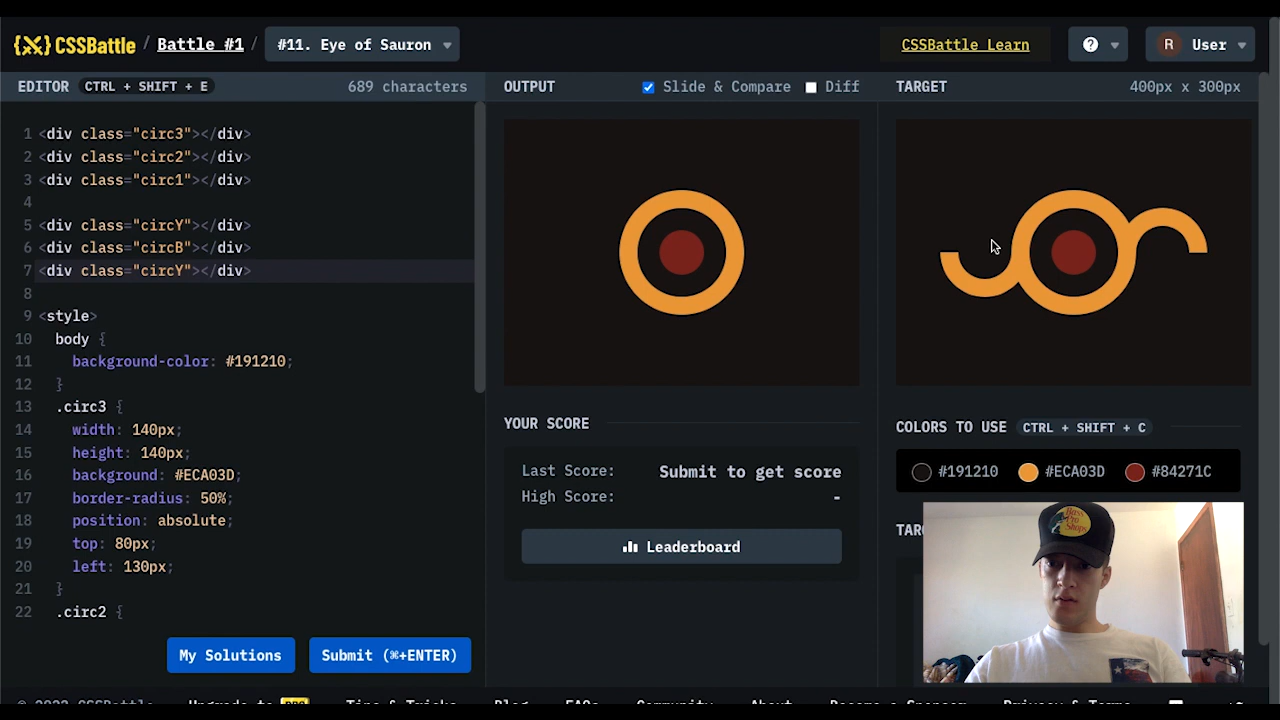 {⚔} CSSBattle / Battle #1 / #11. Eye of Sauron
CSSBattle Learn
? R User
EDITOR CTRL + SHIFT + E 689 characters
1 <div class="circ3"></div>
2 <div class="circ2"></div>
3 <div class="circ1"></div>
4
5 <div class="circY"></div>
6 <div class="circB"></div>
7 <div class="circY"></div>
8
9 <style>
10 body {
11 background-color: #191210;
12 }
13 .circ3 {
14 width: 140px;
15 height: 140px;
16 background: #ECA03D;
17 border-radius: 50%;
18 position: absolute;
19 top: 80px;
20 left: 130px;
21 }
22 .circ2 {
My Solutions
Submit (⌘+ENTER)
OUTPUT Slide & Compare Diff
YOUR SCORE
Last Score: Submit to get score
High Score: -
Leaderboard
TARGET 400px x 300px
COLORS TO USE CTRL + SHIFT + C
#191210 #ECA03D #84271C
Bass
Pro
Shops